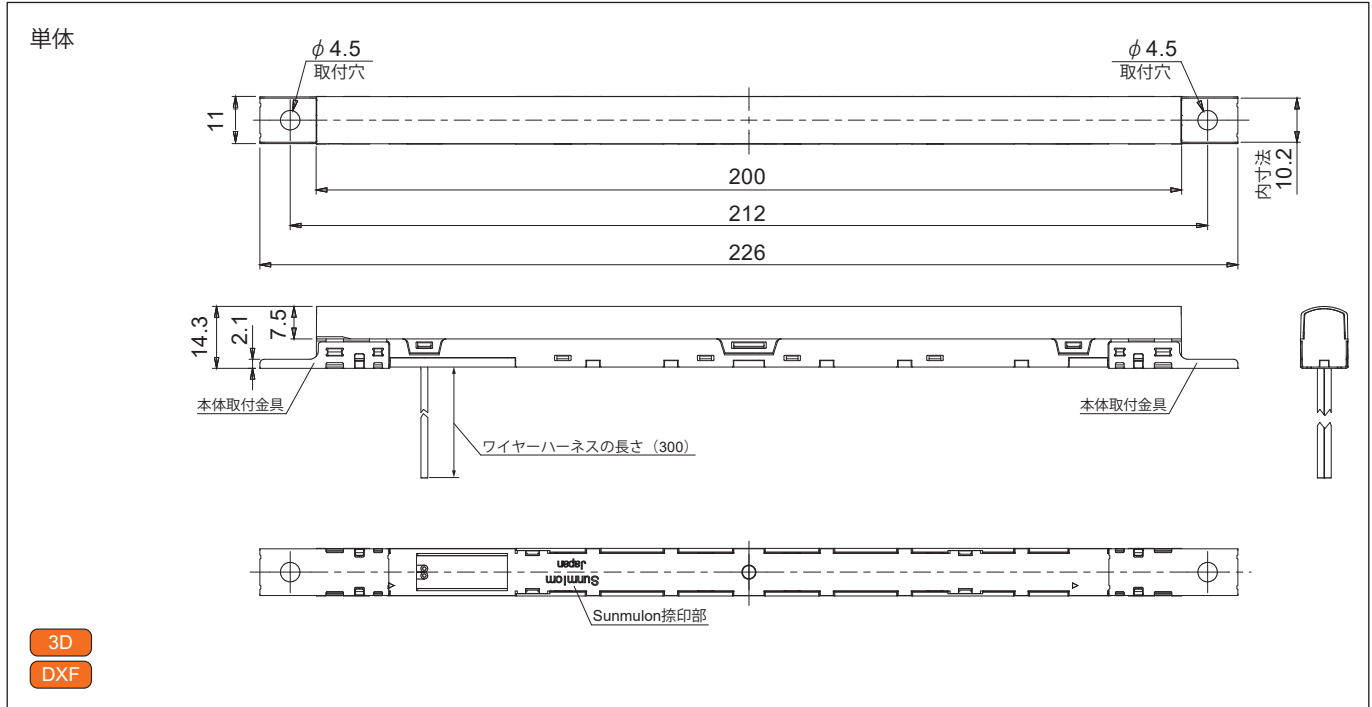 単体
φ4.5
取付穴
φ4.5
取付穴
11
内寸法
10.2
200
212
226
14.3
2.1
7.5
本体取付金具
本体取付金具
ワイヤーハーネスの長さ（300）
Sunmlom
Japan
Sunmulon捺印部
3D
DXF